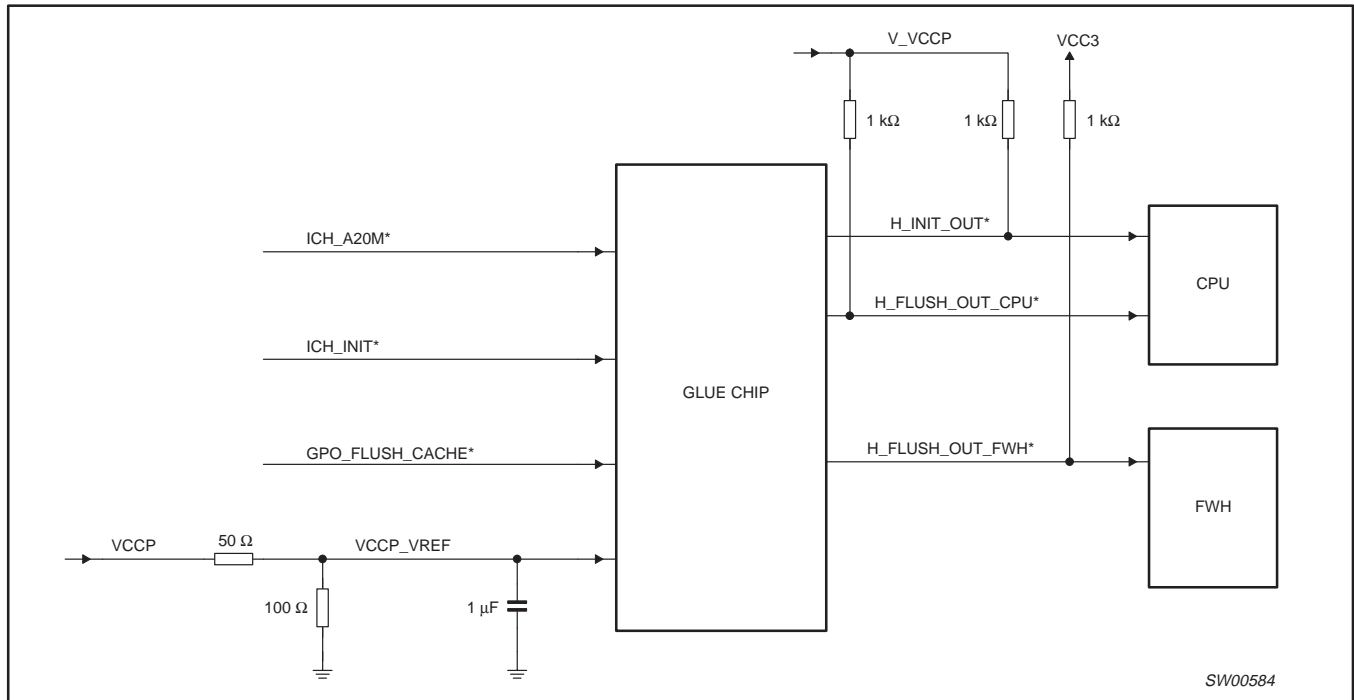 V_VCCP
VCC3
1 kΩ
1 kΩ
1 kΩ
ICH_A20M*
H_INIT_OUT*
CPU
H_FLUSH_OUT_CPU*
ICH_INIT*
GLUE CHIP
GPO_FLUSH_CACHE*
H_FLUSH_OUT_FWH*
FWH
VCCP
50 Ω
VCCP_VREF
100 Ω
1 µF
SW00584